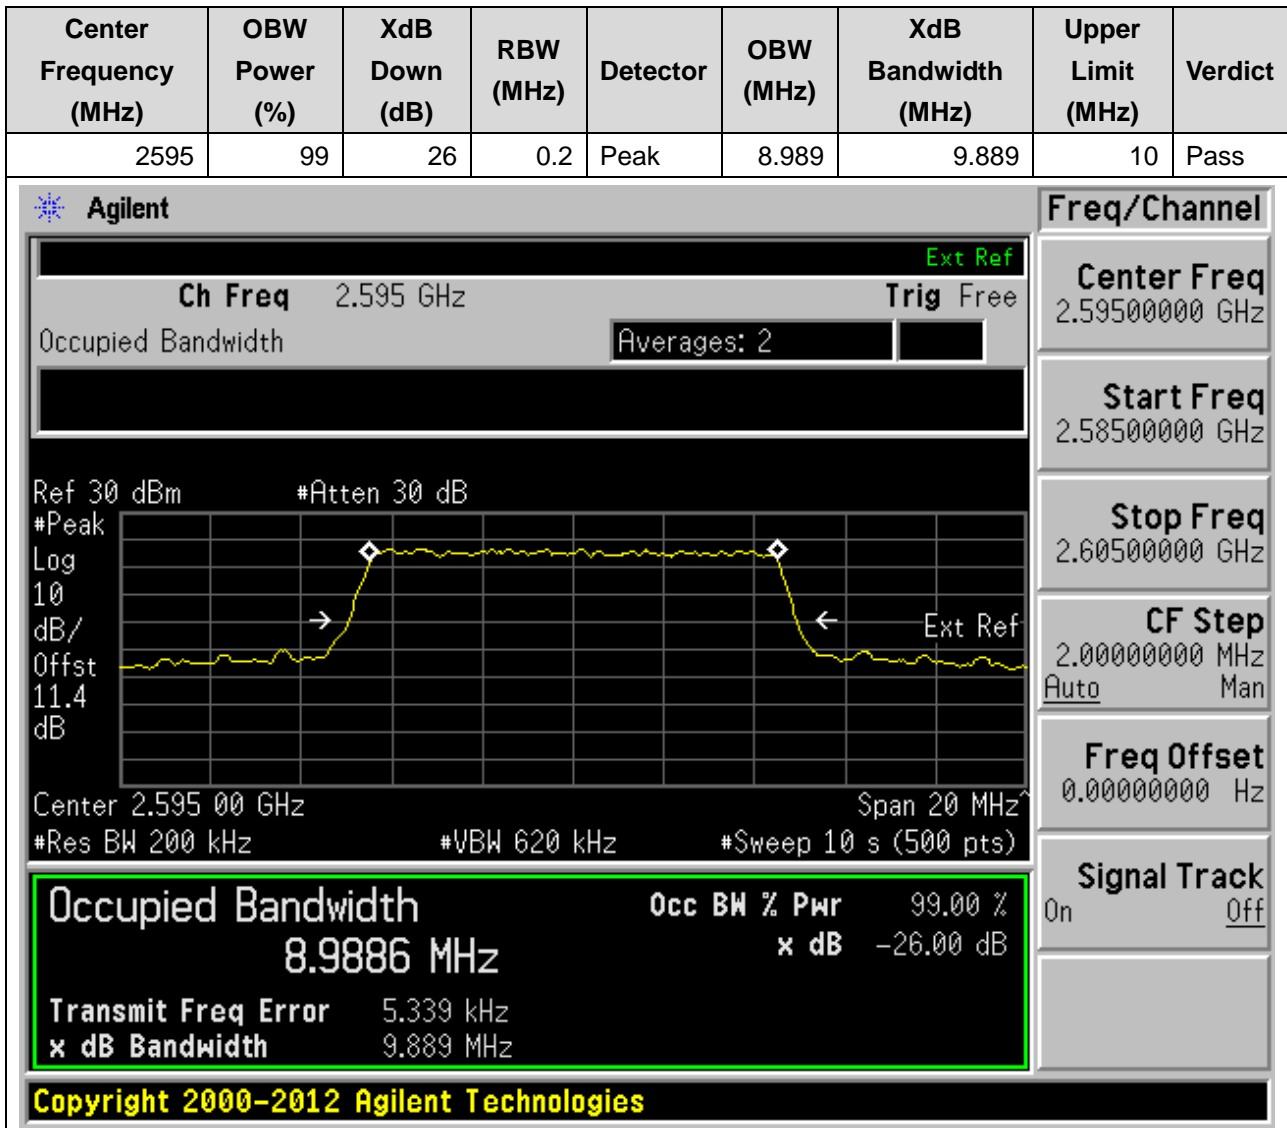 Center Frequency (MHz) OBW Power (%) XdB Down (dB) RBW (MHz) Detector OBW (MHz) XdB Bandwidth (MHz) Upper Limit (MHz) Verdict
2595 99 26 0.2 Peak 8.989 9.889 10 Pass
Agilent
Freq/Channel
Ext Ref
Ch Freq 2.595 GHz Trig Free
Occupied Bandwidth Averages: 2
Center Freq
2.59500000 GHz
Start Freq
2.58500000 GHz
Stop Freq
2.60500000 GHz
CF Step
2.00000000 MHz
Auto Man
Freq Offset
0.00000000 Hz
Signal Track
On Off
Ref 30 dBm #Atten 30 dB
#Peak
Log
10
dB/
Offst
11.4
dB
Ext Ref
Center 2.595 00 GHz Span 20 MHz^
#Res BW 200 kHz #VBW 620 kHz #Sweep 10 s (500 pts)
Occupied Bandwidth
8.9886 MHz
Occ BW % Pwr 99.00 %
x dB -26.00 dB
Transmit Freq Error 5.339 kHz
x dB Bandwidth 9.889 MHz
Copyright 2000-2012 Agilent Technologies